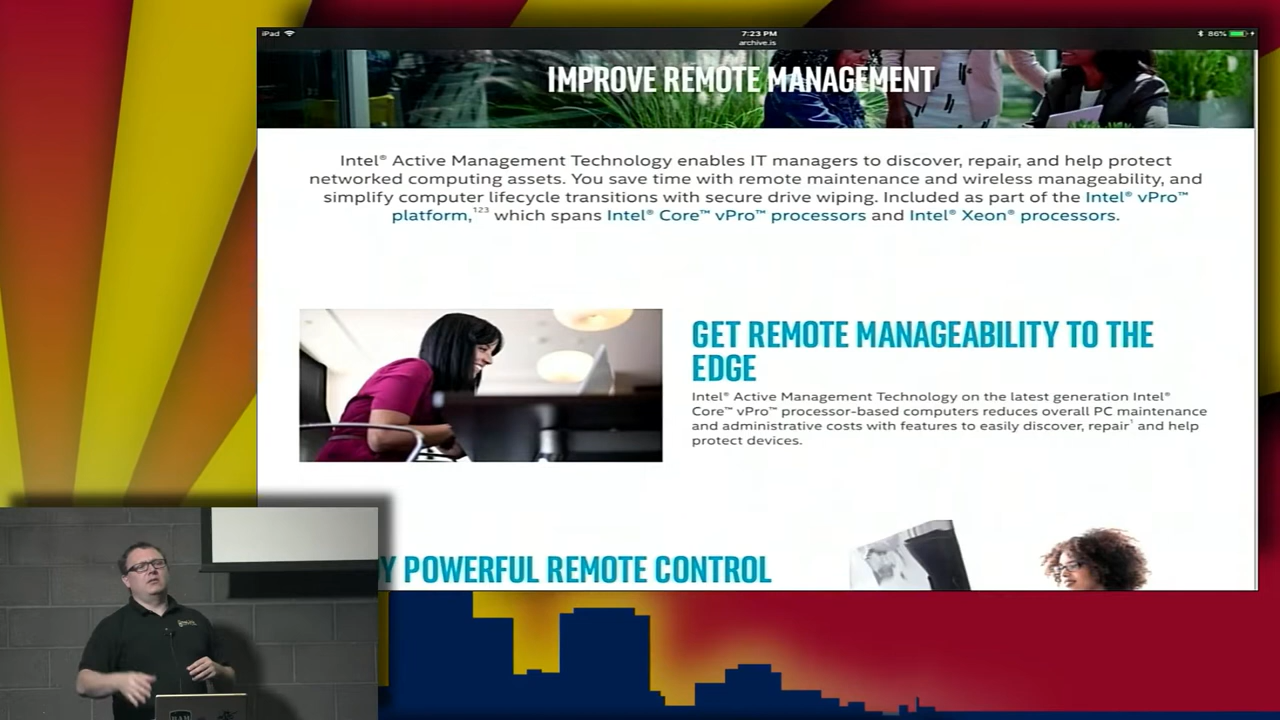 iPad
7:23 PM
86%
archive.is
IMPROVE REMOTE MANAGEMENT
Intel® Active Management Technology enables IT managers to discover, repair, and help protect
networked computing assets. You save time with remote maintenance and wireless manageability, and
simplify computer lifecycle transitions with secure drive wiping. Included as part of the Intel® vPro™
platform,¹²³ which spans Intel® Core™ vPro™ processors and Intel® Xeon® processors.
GET REMOTE MANAGEABILITY TO THE
EDGE
Intel® Active Management Technology on the latest generation Intel®
Core™ vPro™ processor-based computers reduces overall PC maintenance
and administrative costs with features to easily discover, repair¹ and help
protect devices.
Y POWERFUL REMOTE CONTROL